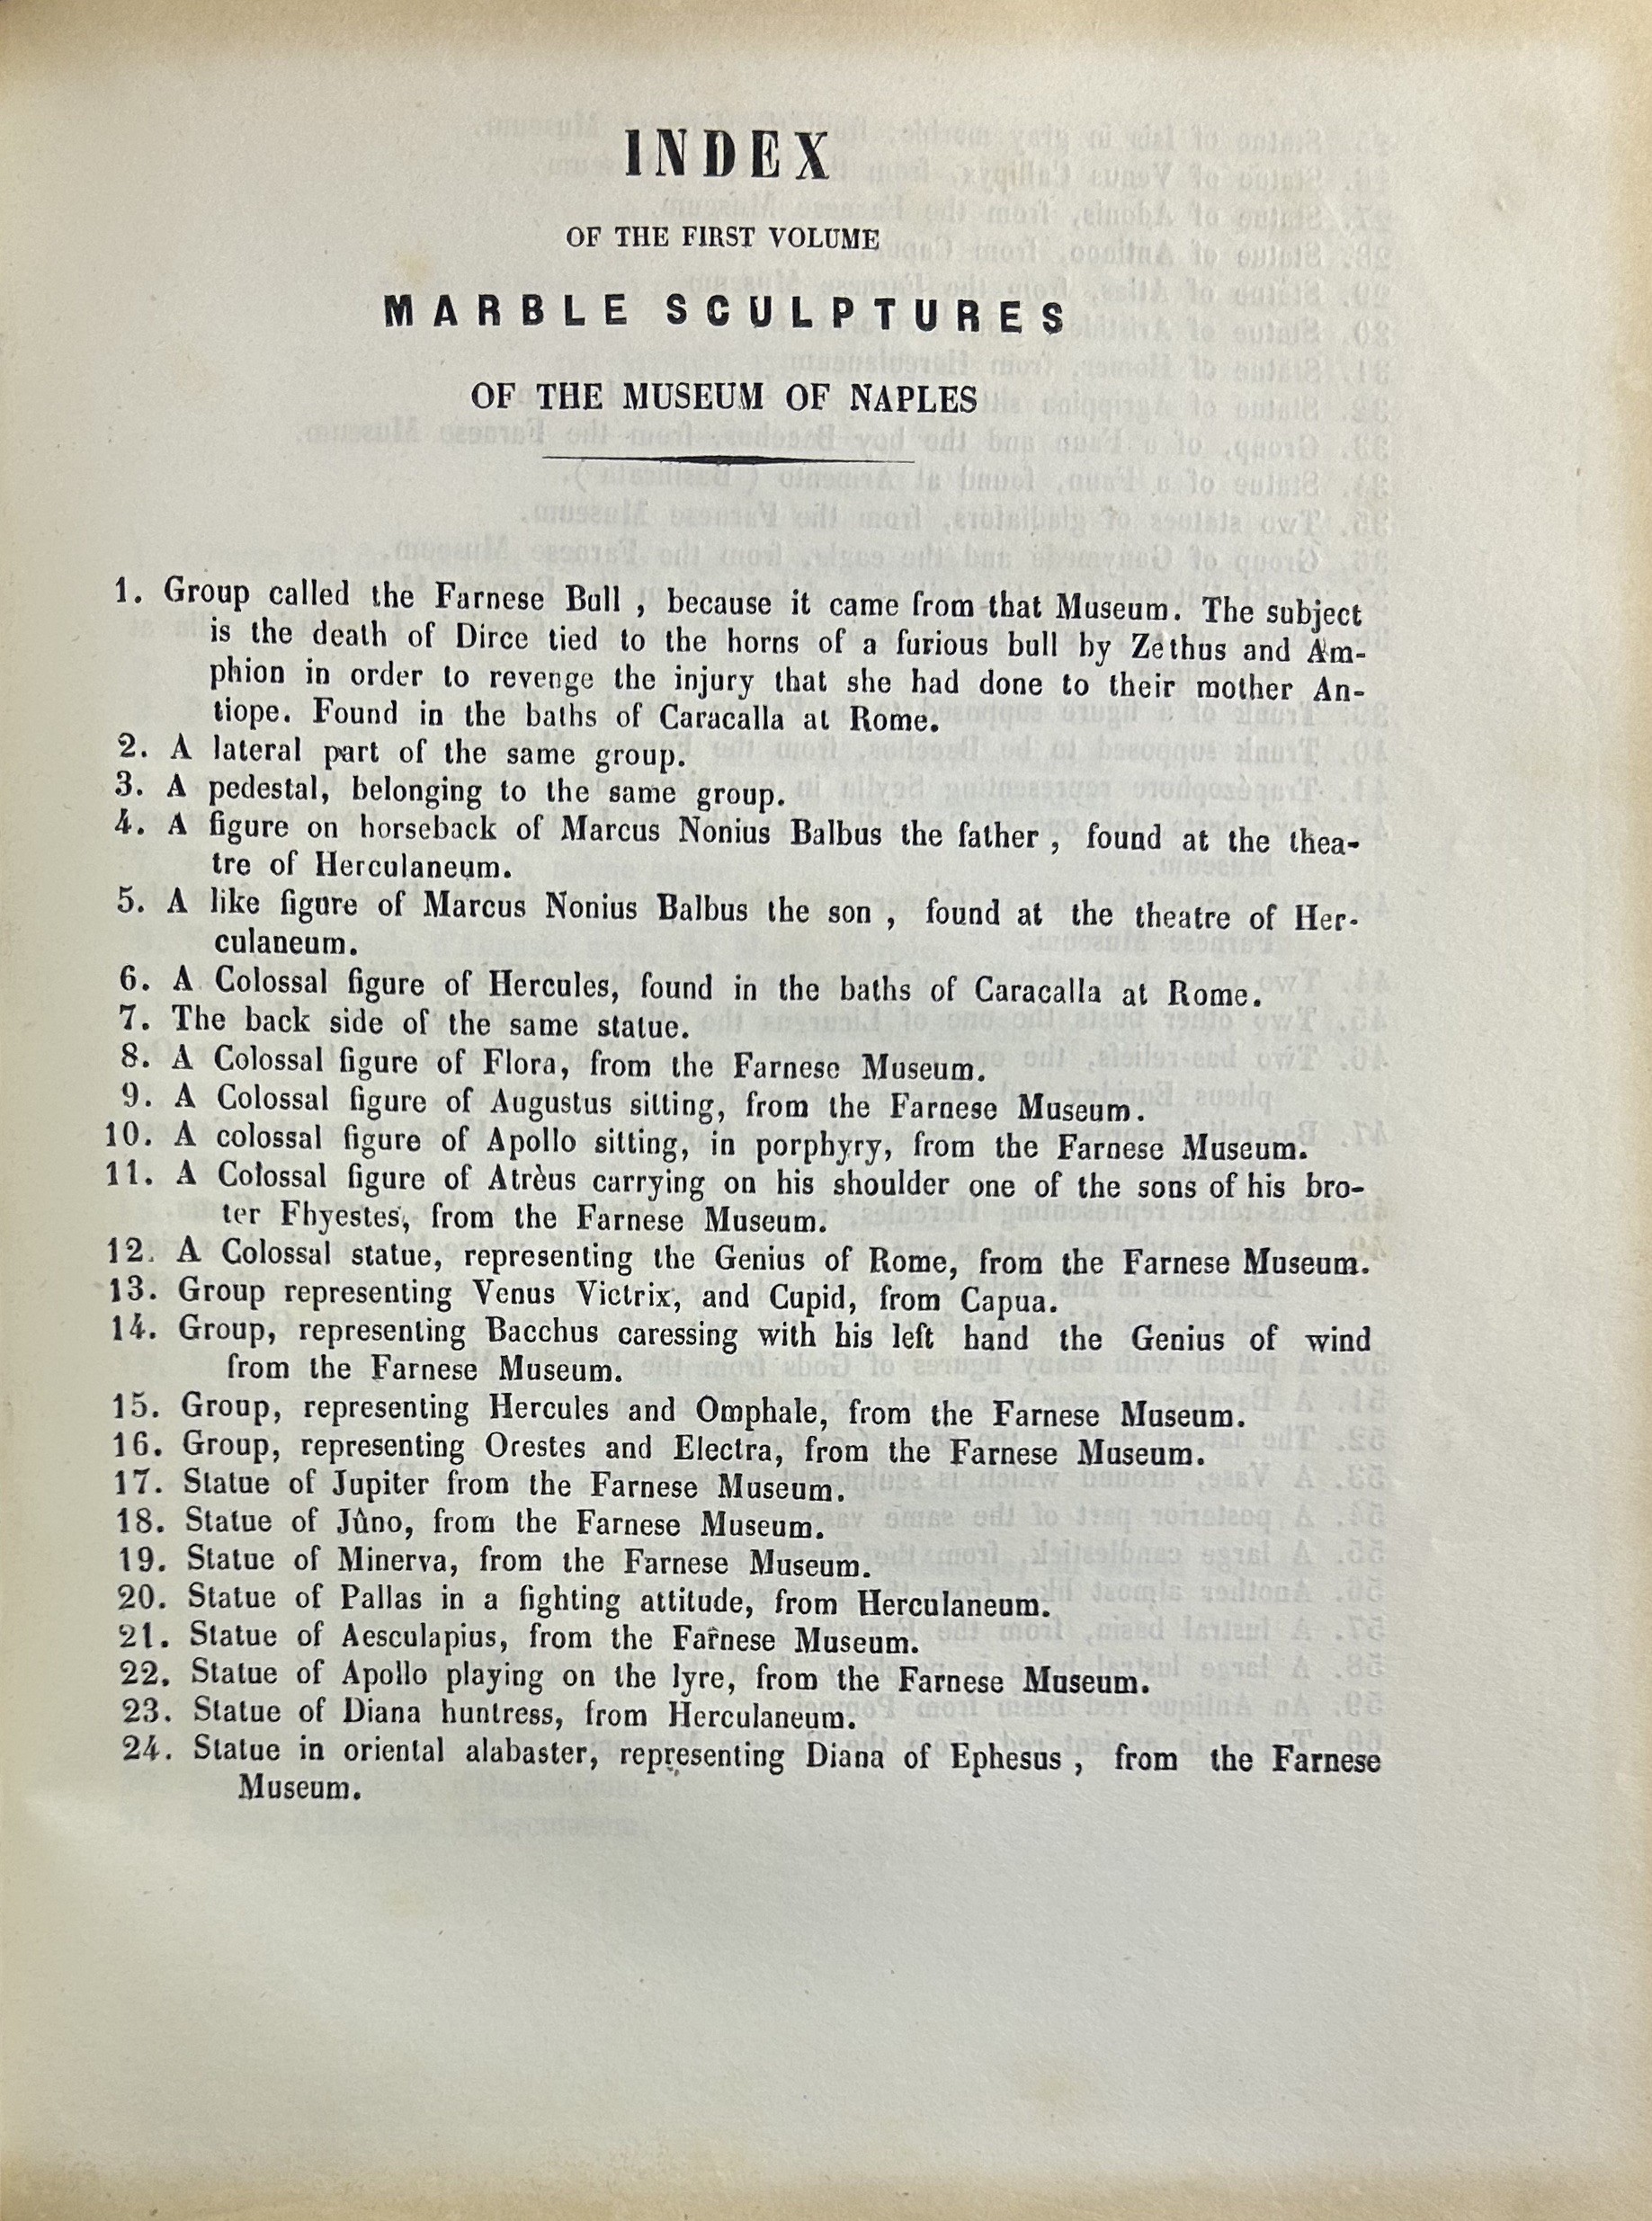 INDEX
OF THE FIRST VOLUME
MARBLE SCULPTURES
OF THE MUSEUM OF NAPLES
1. Group called the Farnese Bull , because it came from that Museum. The subject
is the death of Dirce tied to the horns of a furious bull by Zethus and Am-
phion in order to revenge the injury that she had done to their mother An-
tiope. Found in the baths of Caracalla at Rome.
2. A lateral part of the same group.
3. A pedestal, belonging to the same group.
4. A figure on horseback of Marcus Nonius Balbus the father , found at the thea-
tre of Herculaneum.
5. A like figure of Marcus Nonius Balbus the son , found at the theatre of Her-
culaneum.
6. A Colossal figure of Hercules, found in the baths of Caracalla at Rome.
7. The back side of the same statue.
8. A Colossal figure of Flora, from the Farnese Museum.
9. A Colossal figure of Augustus sitting, from the Farnese Museum.
10. A colossal figure of Apollo sitting, in porphyry, from the Farnese Museum.
11. A Colossal figure of Atrèus carrying on his shoulder one of the sons of his bro-
ter Fhyestes, from the Farnese Museum.
12. A Colossal statue, representing the Genius of Rome, from the Farnese Museum.
13. Group representing Venus Victrix, and Cupid, from Capua.
14. Group, representing Bacchus caressing with his left hand the Genius of wind
from the Farnese Museum.
15. Group, representing Hercules and Omphale, from the Farnese Museum.
16. Group, representing Orestes and Electra, from the Farnese Museum.
17. Statue of Jupiter from the Farnese Museum.
18. Statue of Jûno, from the Farnese Museum.
19. Statue of Minerva, from the Farnese Museum.
20. Statue of Pallas in a fighting attitude, from Herculaneum.
21. Statue of Aesculapius, from the Farnese Museum.
22. Statue of Apollo playing on the lyre, from the Farnese Museum.
23. Statue of Diana huntress, from Herculaneum.
24. Statue in oriental alabaster, representing Diana of Ephesus , from the Farnese
Museum.